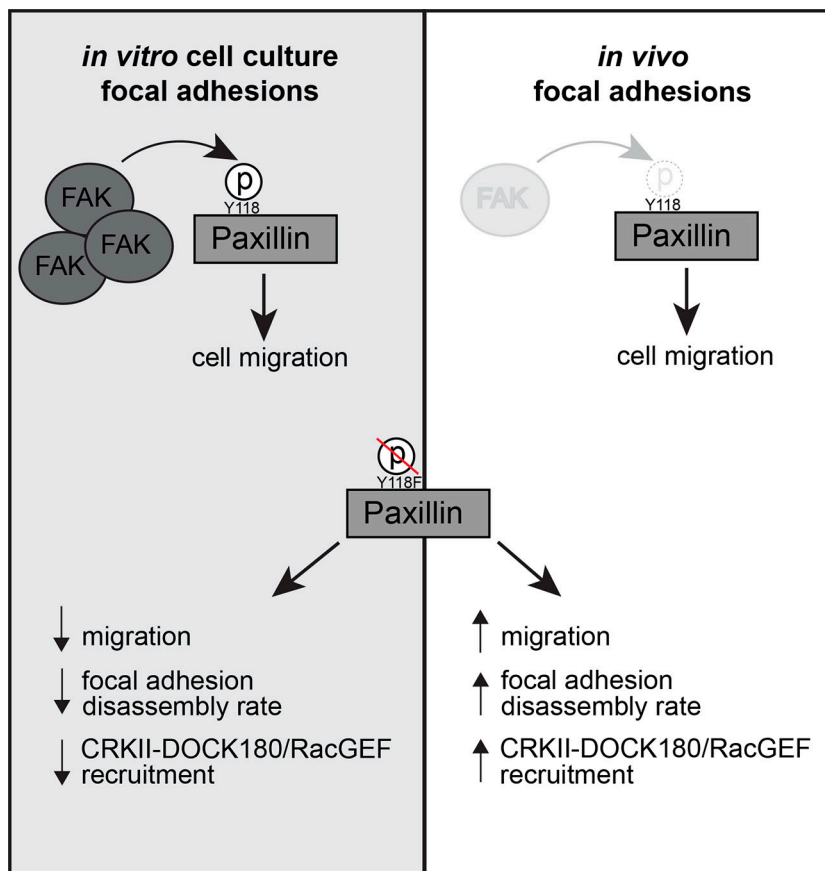 in vitro cell culture
focal adhesions
p
Y118
FAK
FAK
FAK
Paxillin
cell migration
in vivo
focal adhesions
FAK
p
Y118
Paxillin
cell migration
p
Y118F
Paxillin
migration
focal adhesion
disassembly rate
CRKII-DOCK180/RacGEF
recruitment
migration
focal adhesion
disassembly rate
CRKII-DOCK180/RacGEF
recruitment